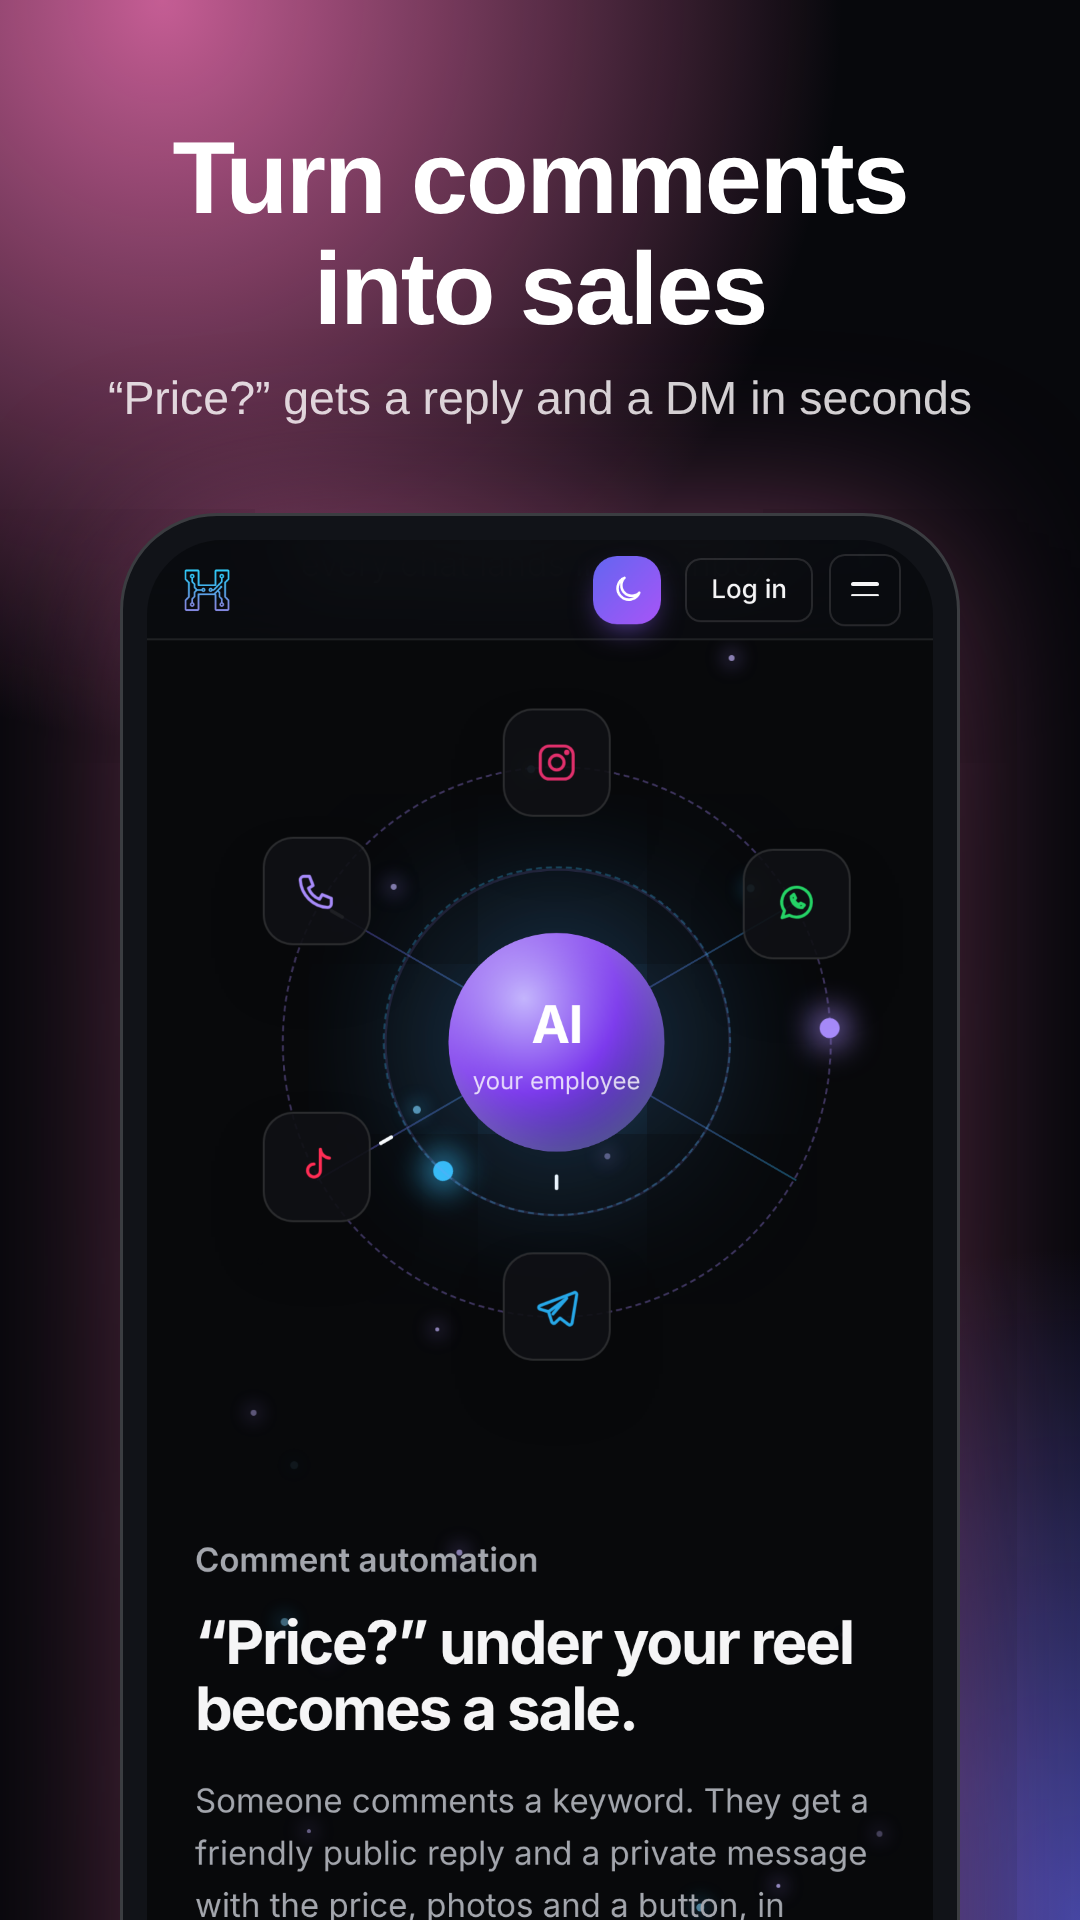 Turn comments
into sales
“Price?” gets a reply and a DM in seconds
Log in
AI
your employee
Comment automation
“Price?” under your reel
becomes a sale.
Someone comments a keyword. They get a
friendly public reply and a private message
with the price, photos and a button, in